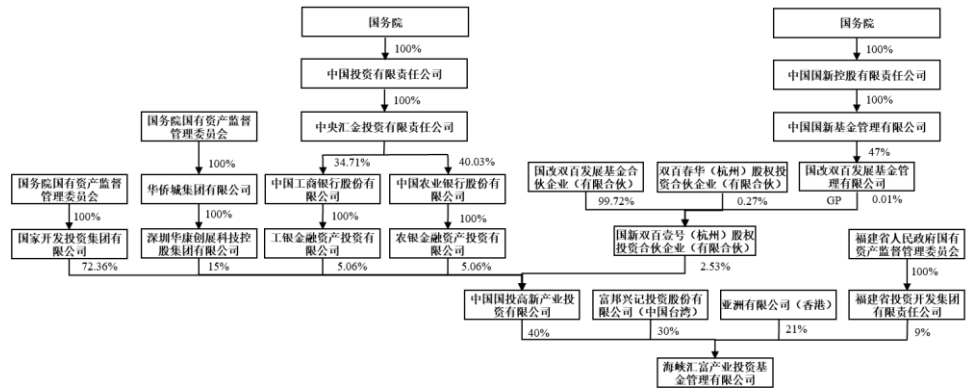 国务院
国务院
100%
100%
中国投资有限责任公司
中国国新控股有限责任公司
100%
100%
国务院国有资产监督
管理委员会
中央汇金投资有限责任公司
中国国新基金管理有限公司
100%
34.71%
40.03%
47%
国务院国有资产监督
管理委员会
华侨城集团有限公司
中国工商银行股份有
限公司
中国农业银行股份有
限公司
国改双百发展基金合
伙企业（有限合伙）
双百春华（杭州）股权投
资合伙企业（有限合伙）
国改双百发展基金管
理有限公司
100%
100%
100%
100%
99.72%
0.27%
GP
0.01%
国家开发投资集团有
限公司
深圳华康创展科技控
股集团有限公司
工银金融资产投资有
限公司
农银金融资产投资有
限公司
国新双百壹号（杭州）股权
投资合伙企业（有限合伙）
福建省人民政府国有
资产监督管理委员会
72.36%
15%
5.06%
5.06%
2.53%
100%
中国国投高新产业投
资有限公司
富邦兴记投资股份有
限公司（中国台湾）
亚洲有限公司（香港）
福建省投资开发集团
有限责任公司
40%
30%
21%
9%
海峡汇富产业投资基
金管理有限公司